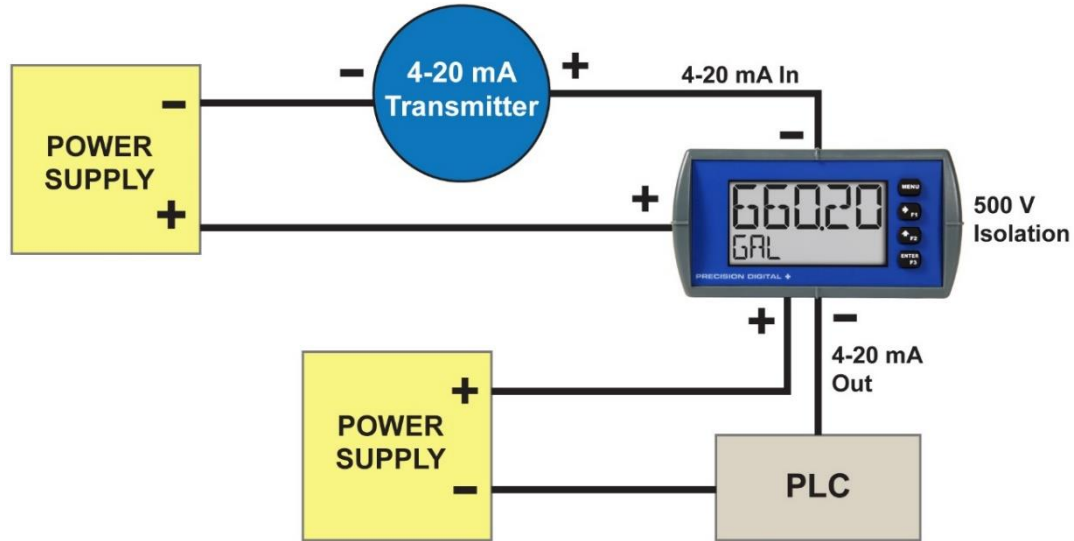 4-20 mA
Transmitter
-
+
4-20 mA In
-
POWER
SUPPLY
-
+
+
660.20
GAL
MENU
F1
F2
ENTER
F3
PRECISION DIGITAL +
500 V
Isolation
+
-
4-20 mA
Out
POWER
SUPPLY
+
-
PLC